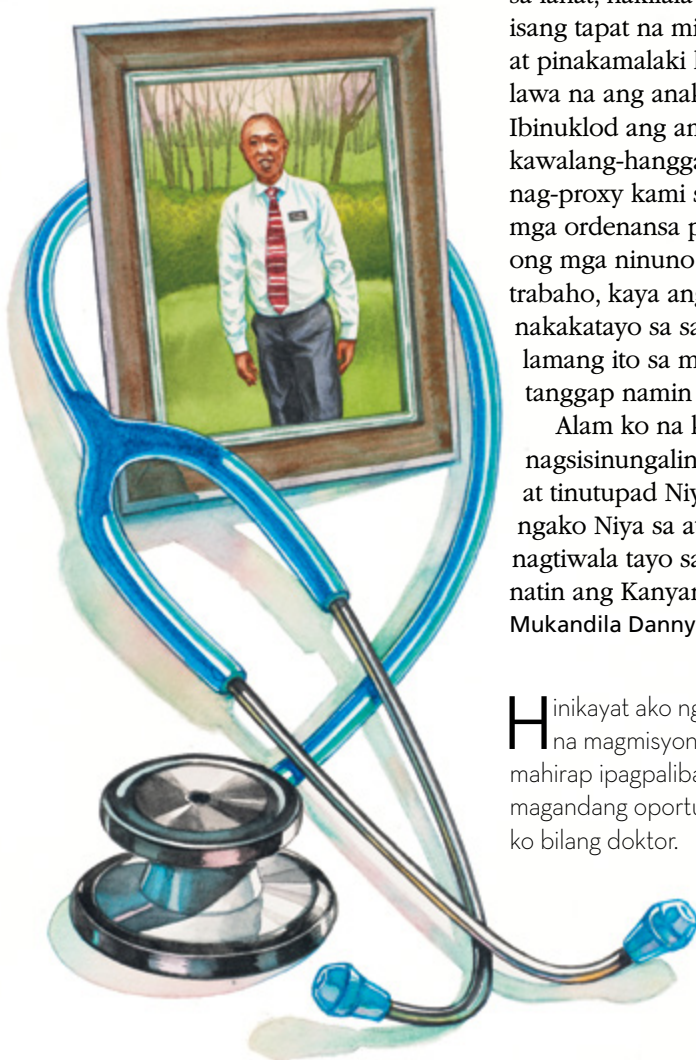 sa lahat, nakilala
isang tapat na mi
at pinakamalaki
lawa na ang anak
Ibinuklod ang an
kawalang-hangga
nag-proxy kami s
mga ordenansa p
ong mga ninuno
trabaho, kaya ang
nakakatayo sa sa
lamang ito sa m
tanggap namin
Alam ko na k
nagsisinungalin
at tinutupad Niy
ngako Niya sa a
nagtiwala tayo sa
natin ang Kanya
Mukandila Danny
Hinikayat ako ng
na magmisyon
mahirap ipagpaliba
magandang oportu
ko bilang doktor.